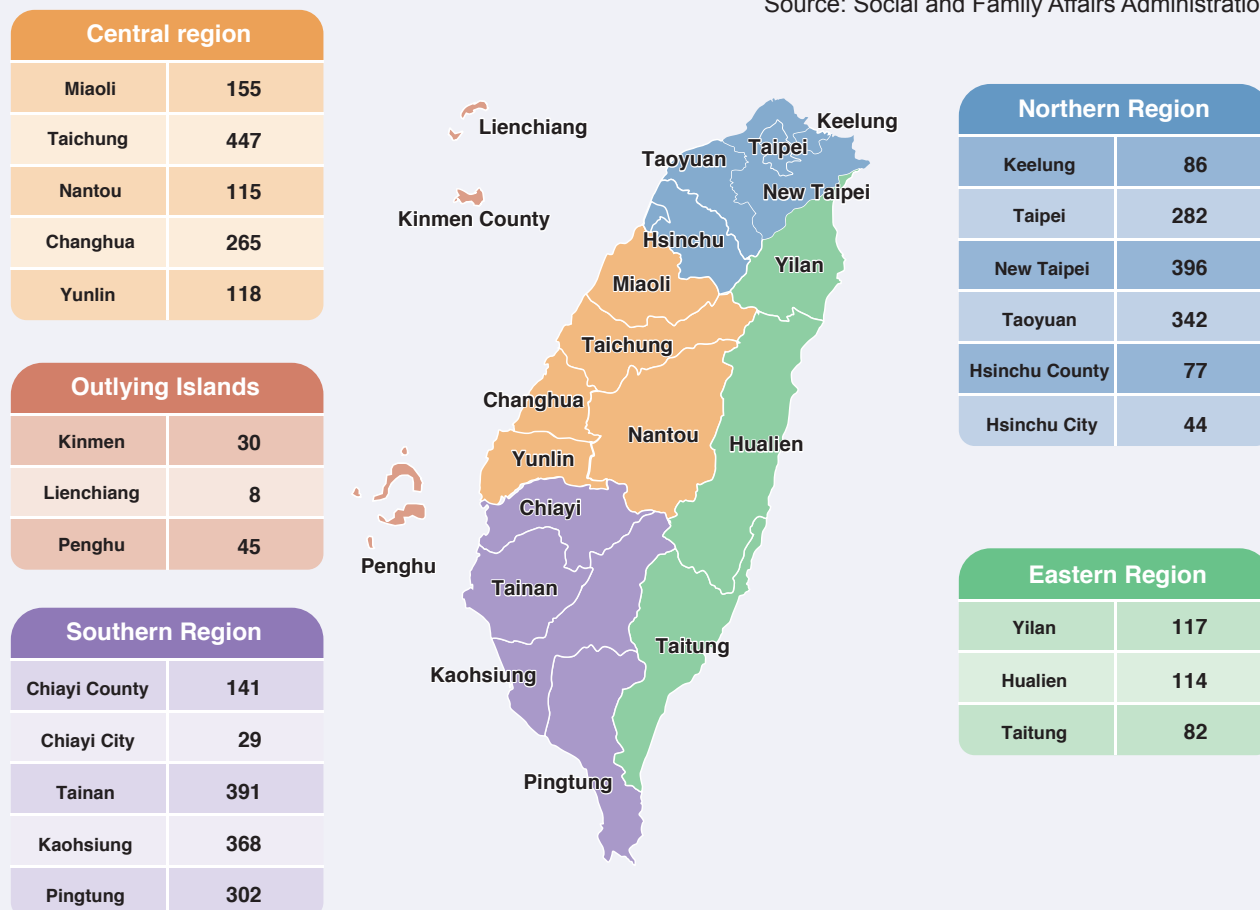 Source: Social and Family Affairs Administratio
Central region
Miaoli 155
Taichung 447
Nantou 115
Changhua 265
Yunlin 118
Outlying Islands
Kinmen 30
Lienchiang 8
Penghu 45
Southern Region
Chiayi County 141
Chiayi City 29
Tainan 391
Kaohsiung 368
Pingtung 302
Lienchiang
Kinmen County
Penghu
Keelung
Taipei
Taoyuan
New Taipei
Hsinchu
Yilan
Miaoli
Taichung
Changhua
Nantou
Hualien
Yunlin
Chiayi
Tainan
Taitung
Kaohsiung
Pingtung
Northern Region
Keelung 86
Taipei 282
New Taipei 396
Taoyuan 342
Hsinchu County 77
Hsinchu City 44
Eastern Region
Yilan 117
Hualien 114
Taitung 82